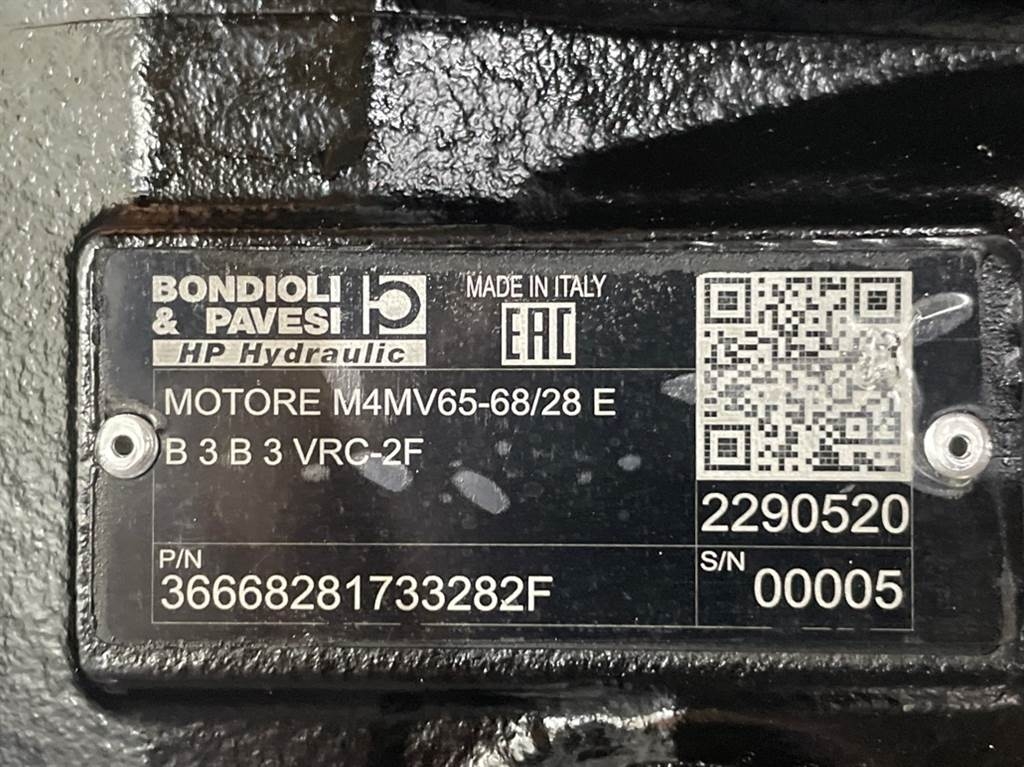 BONDIOLI
& PAVESI
HP Hydraulic
MADE IN ITALY
EAC
MOTORE M4MV65-68/28 E
B 3 B 3 VRC-2F
2290520
P/N
36668281733282F
S/N
00005